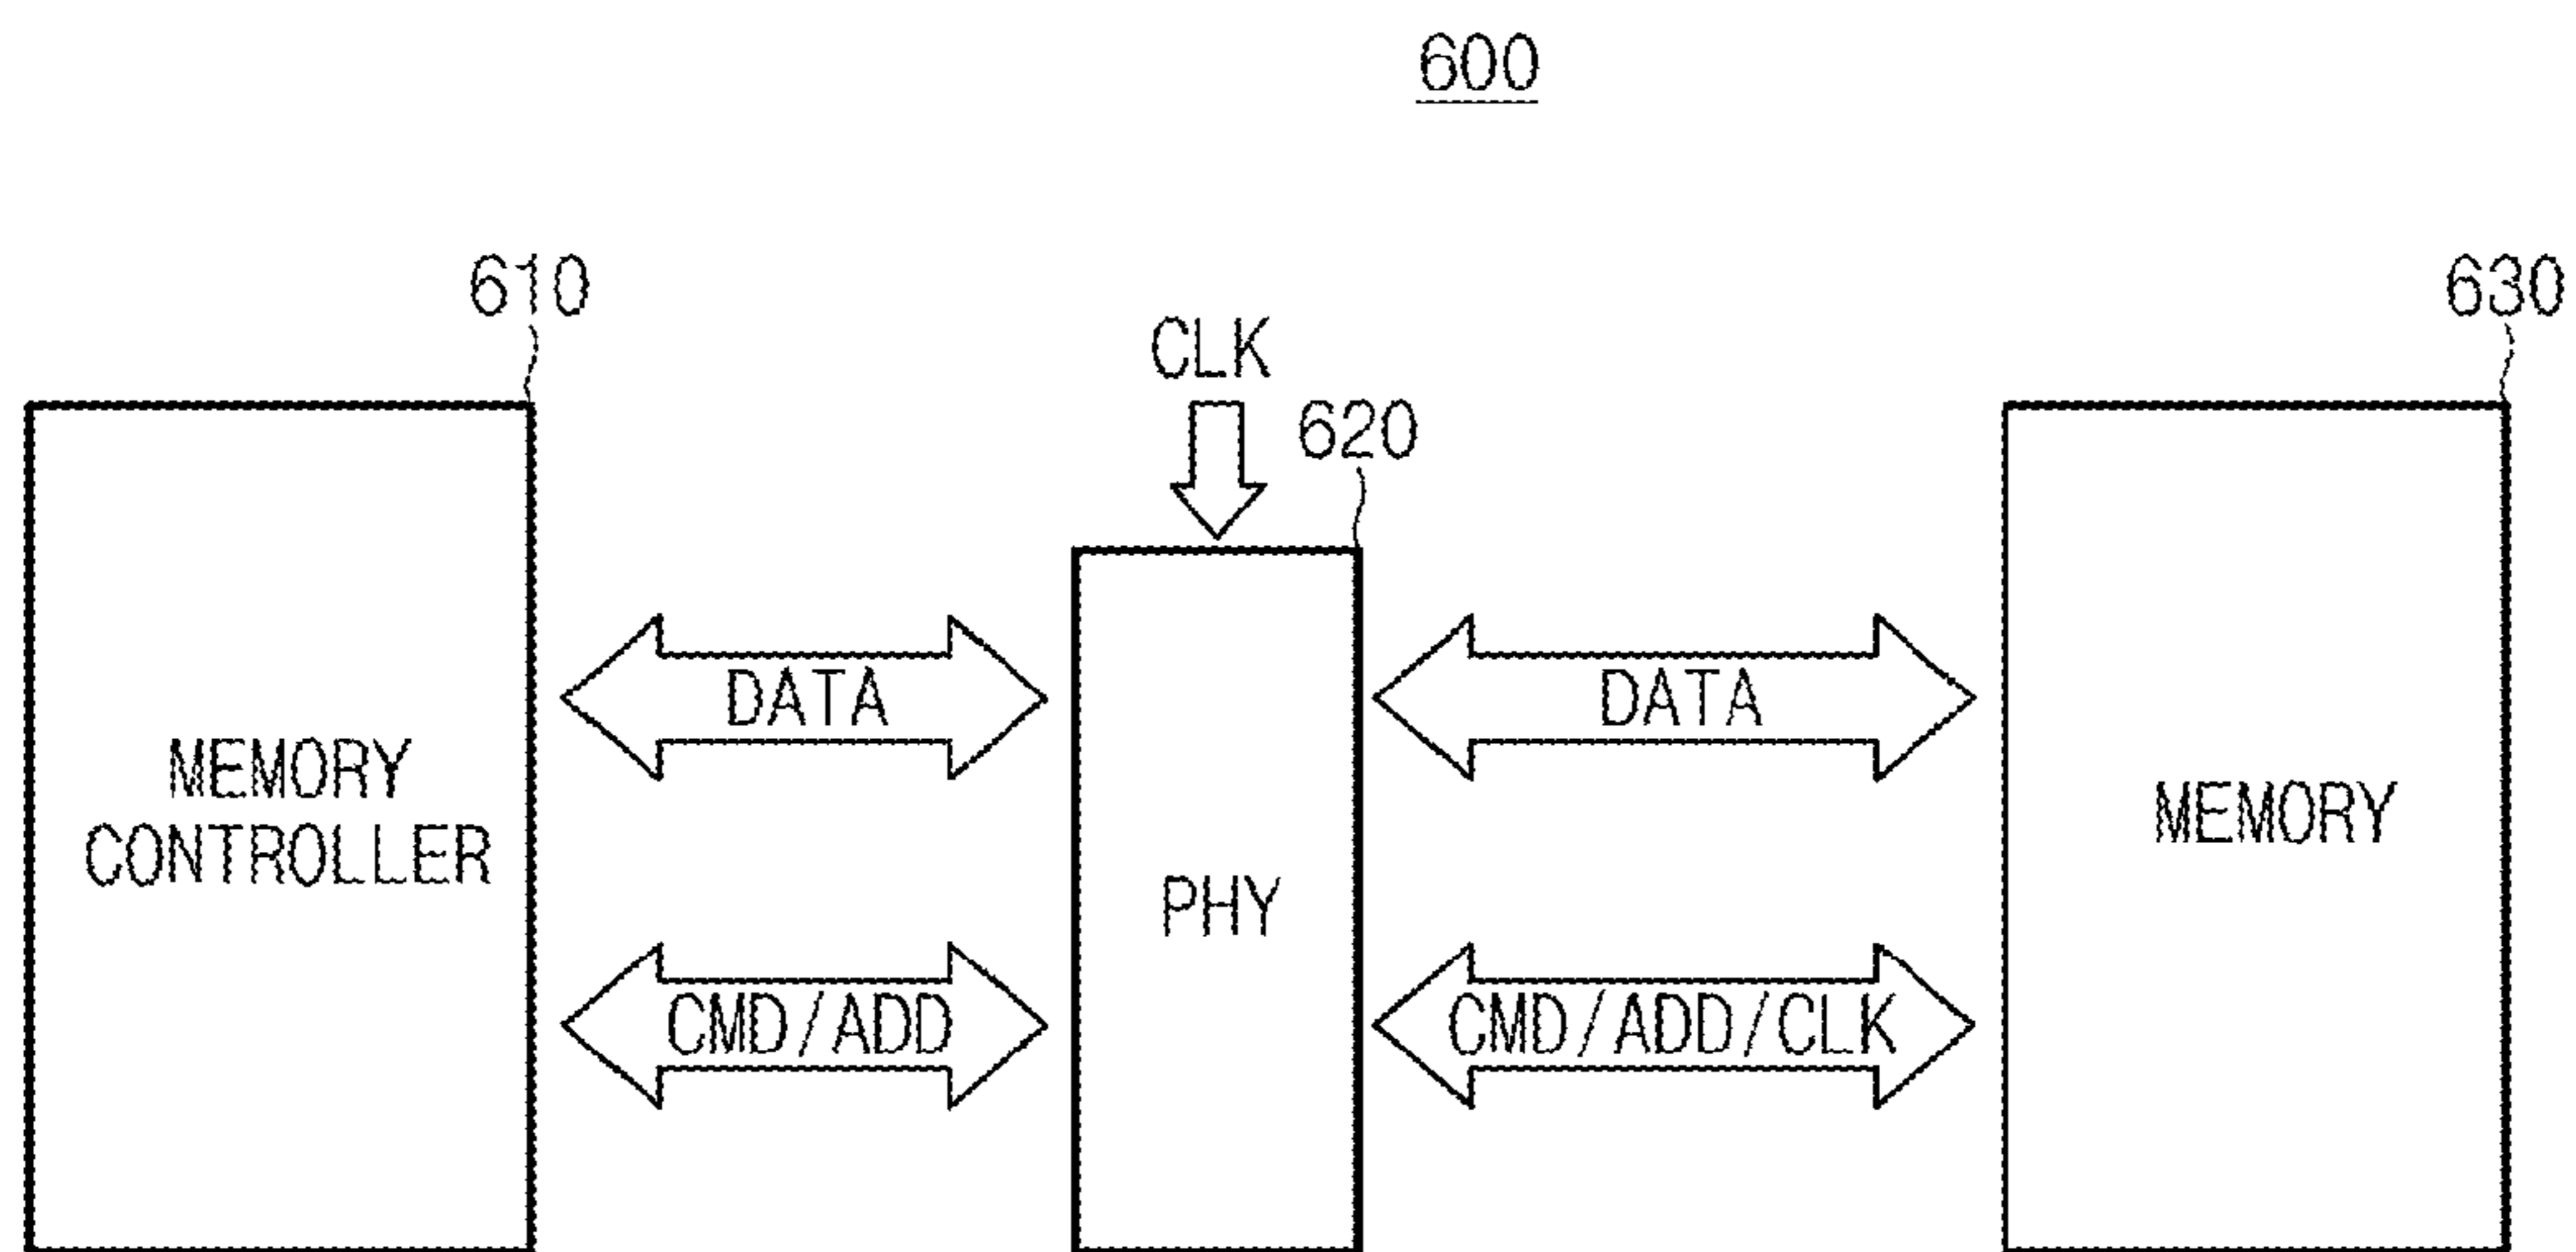 600
610
630
CLK
620
DATA
DATA
MEMORY
CONTROLLER
MEMORY
PHY
CMD/ADD
CMD/ADD/CLK